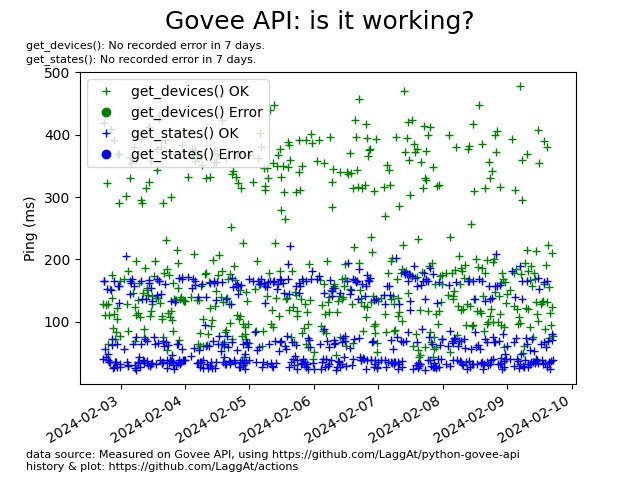 Govee API: is it working?
get_devices(): No recorded error in 7 days.
get_states(): No recorded error in 7 days.
500
400
300
200
100
Ping (ms)
get_devices() OK
get_devices() Error
get_states() OK
get_states() Error
2024-02-03
2024-02-04
2024-02-05
2024-02-06
2024-02-07
2024-02-08
2024-02-09
2024-02-10
data source: Measured on Govee API, using https://github.com/LaggAt/python-govee-api
history & plot: https://github.com/LaggAt/actions